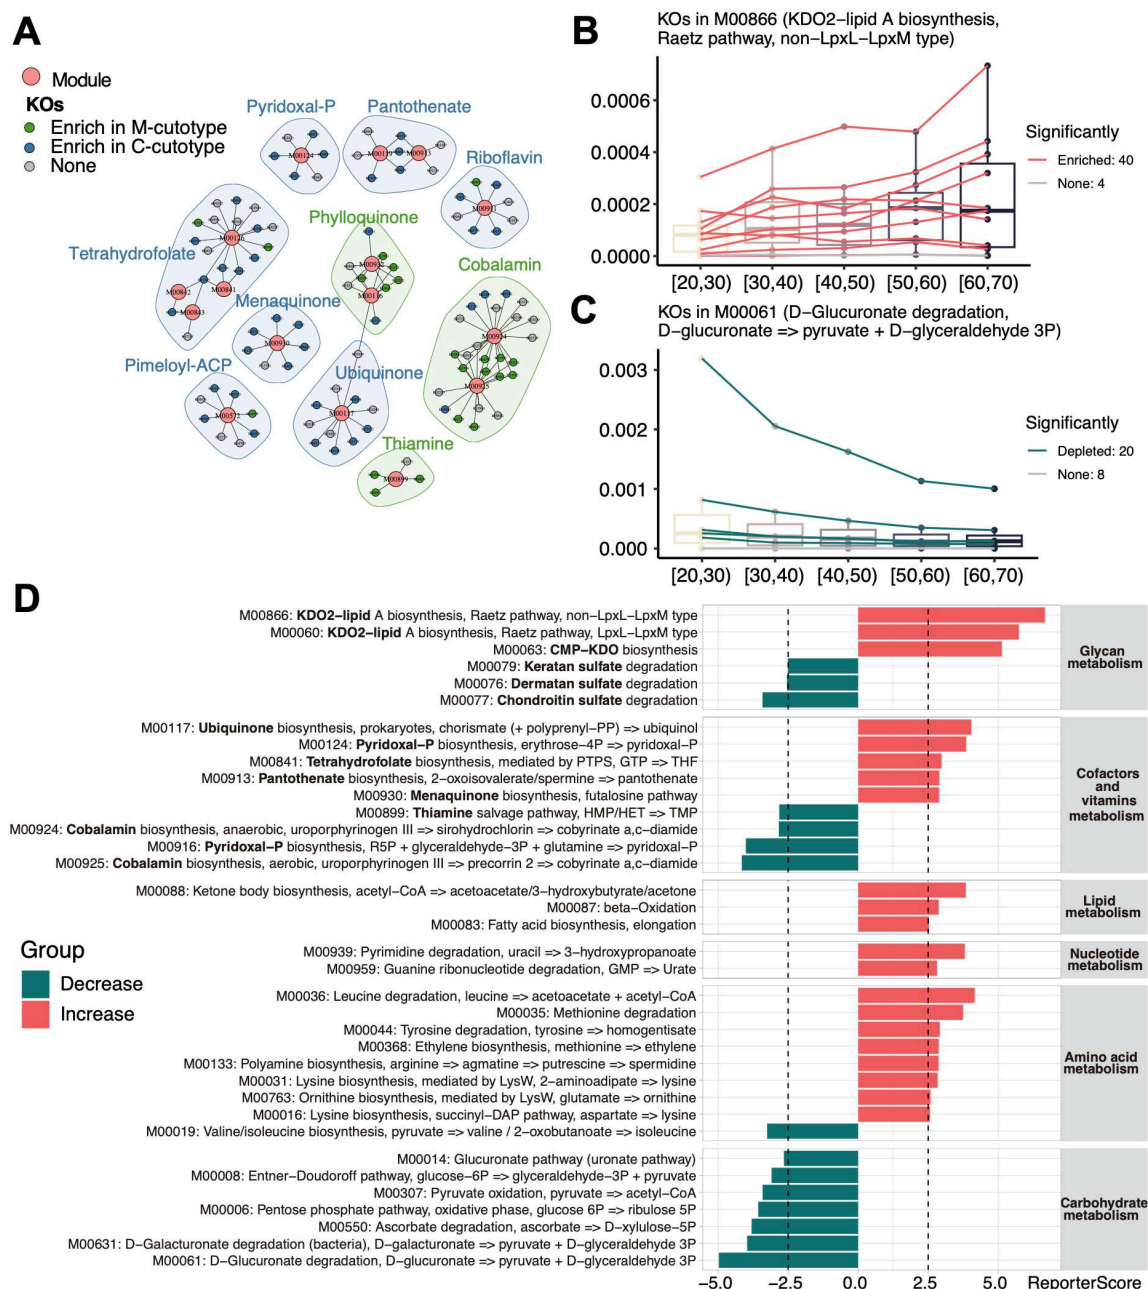 A
Module
KOs
Enrich in M-cutotype
Enrich in C-cutotype
None
Pyridoxal-P
Pantothenate
Riboflavin
Phylloquinone
Tetrahydrofolate
Cobalamin
Menaquinone
Pimeloyl-ACP
Ubiquinone
Thiamine
M00124
M00119
M00913
M00126
M00842
M00841
M00843
M00116
M00924
M00925
M00572
M00117
M00899
B
KOs in M00866 (KDO2-lipid A biosynthesis,
Raetz pathway, non-LpxL-LpxM type)
0.0006
0.0004
0.0002
0.0000
[20,30) [30,40) [40,50) [50,60) [60,70)
Significantly
Enriched: 40
None: 4
C
KOs in M00061 (D-Glucuronate degradation,
D-glucuronate => pyruvate + D-glyceraldehyde 3P)
0.003
0.002
0.001
0.000
[20,30) [30,40) [40,50) [50,60) [60,70)
Significantly
Depleted: 20
None: 8
D
M00866: KDO2-lipid A biosynthesis, Raetz pathway, non-LpxL-LpxM type
M00060: KDO2-lipid A biosynthesis, Raetz pathway, LpxL-LpxM type
M00063: CMP-KDO biosynthesis
M00079: Keratan sulfate degradation
M00076: Dermatan sulfate degradation
M00077: Chondroitin sulfate degradation
Glycan
metabolism
M00117: Ubiquinone biosynthesis, prokaryotes, chorismate (+ polyprenyl-PP) => ubiquinol
M00124: Pyridoxal-P biosynthesis, erythrose-4P => pyridoxal-P
M00841: Tetrahydrofolate biosynthesis, mediated by PTPS, GTP => THF
M00913: Pantothenate biosynthesis, 2-oxoisovalerate/spermine => pantothenate
M00930: Menaquinone biosynthesis, futalosine pathway
M00899: Thiamine salvage pathway, HMP/HET => TMP
M00924: Cobalamin biosynthesis, anaerobic, uroporphyrinogen III => sirohydrochlorin => cobyrinate a,c-diamide
M00916: Pyridoxal-P biosynthesis, R5P + glyceraldehyde-3P + glutamine => pyridoxal-P
M00925: Cobalamin biosynthesis, aerobic, uroporphyrinogen III => precorrin 2 => cobyrinate a,c-diamide
Cofactors
and
vitamins
metabolism
M00088: Ketone body biosynthesis, acetyl-CoA => acetoacetate/3-hydroxybutyrate/acetone
M00087: beta-Oxidation
M00083: Fatty acid biosynthesis, elongation
Lipid
metabolism
M00939: Pyrimidine degradation, uracil => 3-hydroxypropanoate
M00959: Guanine ribonucleotide degradation, GMP => Urate
Nucleotide
metabolism
Group
Decrease
Increase
M00036: Leucine degradation, leucine => acetoacetate + acetyl-CoA
M00035: Methionine degradation
M00044: Tyrosine degradation, tyrosine => homogentisate
M00368: Ethylene biosynthesis, methionine => ethylene
M00133: Polyamine biosynthesis, arginine => agmatine => putrescine => spermidine
M00031: Lysine biosynthesis, mediated by LysW, 2-aminoadipate => lysine
M00763: Ornithine biosynthesis, mediated by LysW, glutamate => ornithine
M00016: Lysine biosynthesis, succinyl-DAP pathway, aspartate => lysine
M00019: Valine/isoleucine biosynthesis, pyruvate => valine / 2-oxobutanoate => isoleucine
Amino acid
metabolism
M00014: Glucuronate pathway (uronate pathway)
M00008: Entner-Doudoroff pathway, glucose-6P => glyceraldehyde-3P + pyruvate
M00307: Pyruvate oxidation, pyruvate => acetyl-CoA
M00006: Pentose phosphate pathway, oxidative phase, glucose 6P => ribulose 5P
M00550: Ascorbate degradation, ascorbate => D-xylulose-5P
M00631: D-Galacturonate degradation (bacteria), D-galacturonate => pyruvate + D-glyceraldehyde 3P
M00061: D-Glucuronate degradation, D-glucuronate => pyruvate + D-glyceraldehyde 3P
Carbohydrate
metabolism
-5.0 -2.5 0.0 2.5 5.0 ReporterScore